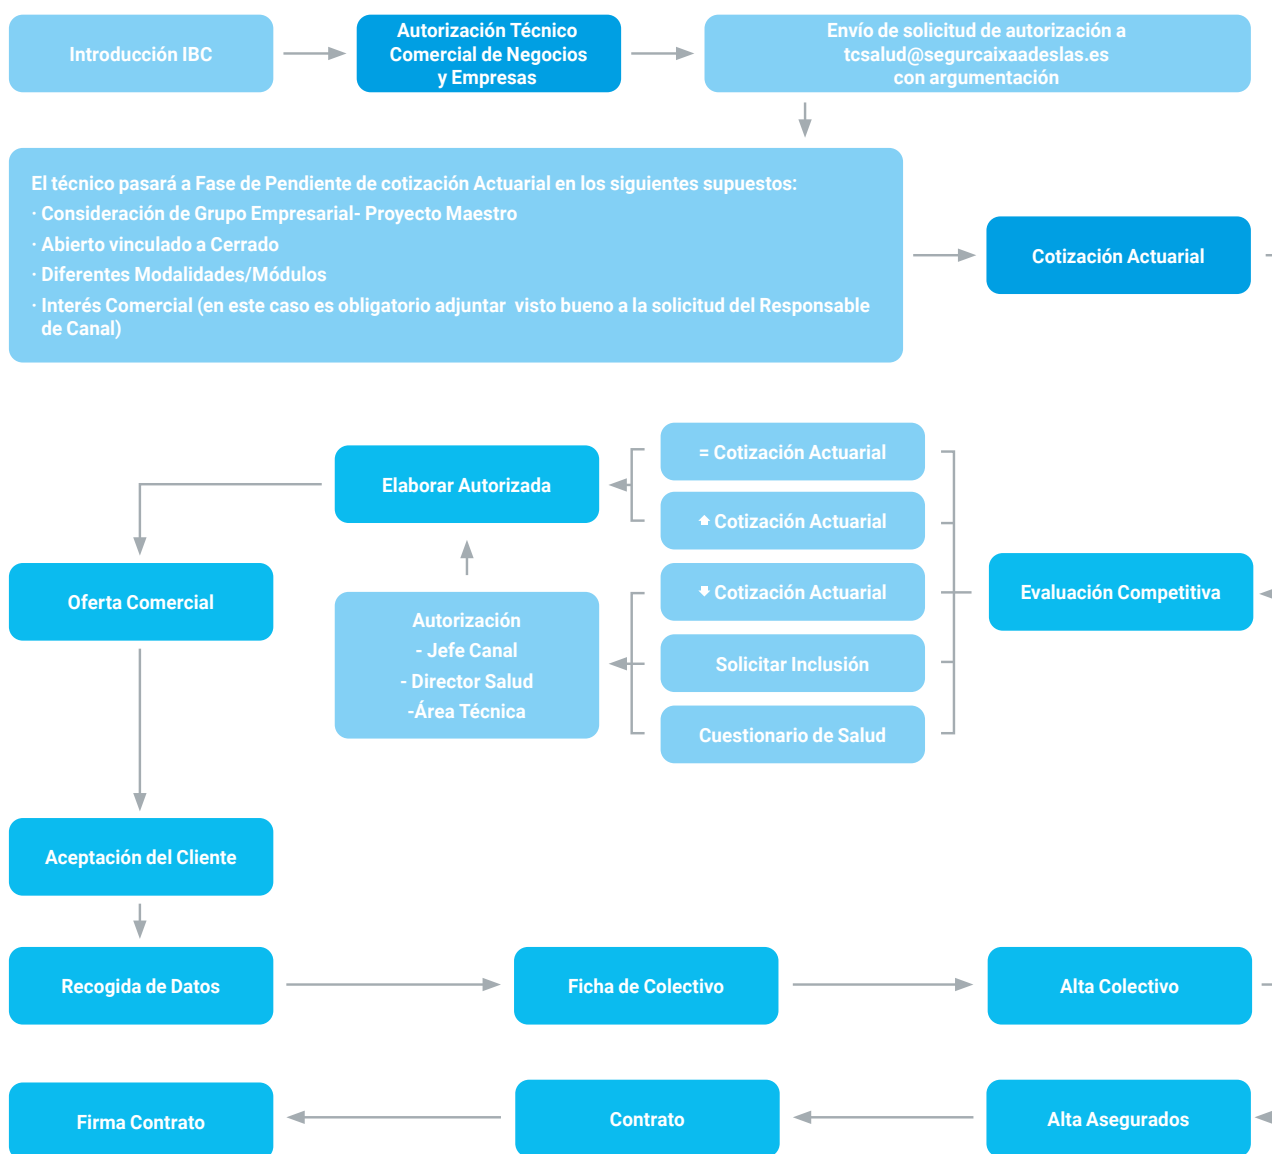 Introducción IBC
Autorización Técnico
Comercial de Negocios
y Empresas
Envío de solicitud de autorización a
tcsalud@segurcaixaadeslas.es
con argumentación
El técnico pasará a Fase de Pendiente de cotización Actuarial en los siguientes supuestos:
· Consideración de Grupo Empresarial- Proyecto Maestro
· Abierto vinculado a Cerrado
· Diferentes Modalidades/Módulos
· Interés Comercial (en este caso es obligatorio adjuntar  visto bueno a la solicitud del Responsable
de Canal)
Cotización Actuarial
= Cotización Actuarial
Elaborar Autorizada
Cotización Actuarial
Oferta Comercial
Cotización Actuarial
Evaluación Competitiva
Autorización
- Jefe Canal
- Director Salud
-Área Técnica
Solicitar Inclusión
Cuestionario de Salud
Aceptación del Cliente
Recogida de Datos
Ficha de Colectivo
Alta Colectivo
Firma Contrato
Contrato
Alta Asegurados